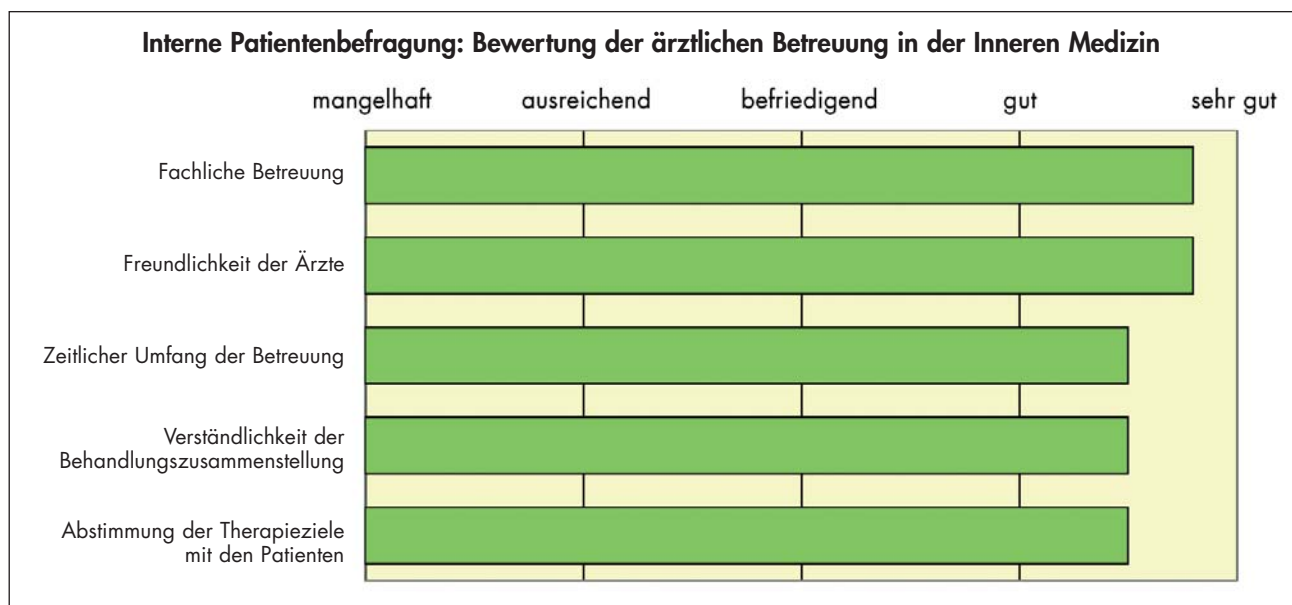 Interne Patientenbefragung: Bewertung der ärztlichen Betreuung in der Inneren Medizin
mangelhaft ausreichend befriedigend gut sehr gut
Fachliche Betreuung
Freundlichkeit der Ärzte
Zeitlicher Umfang der Betreuung
Verständlichkeit der
Behandlungszusammenstellung
Abstimmung der Therapieziele
mit den Patienten